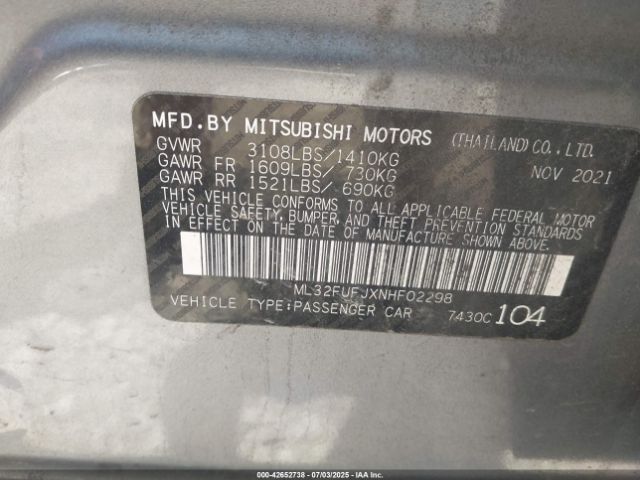 MFD.BY MITSUBISHI MOTORS (THAILAND) CO.,LTD.
GVWR 3108LBS/1410KG NOV 2021
GAWR FR 1609LBS/ 730KG
GAWR RR 1521LBS/ 690KG
THIS VEHICLE CONFORMS TO ALL APPLICABLE FEDERAL MOTOR
VEHICLE SAFETY, BUMPER, AND THEFT PREVENTION STANDARDS
IN EFFECT ON THE DATE OF MANUFACTURE SHOWN ABOVE.
ML32FUFJXNHF02298
VEHICLE TYPE:PASSENGER CAR 7430C 104
000-42652738 - 07/03/2025 - IAAI.COM